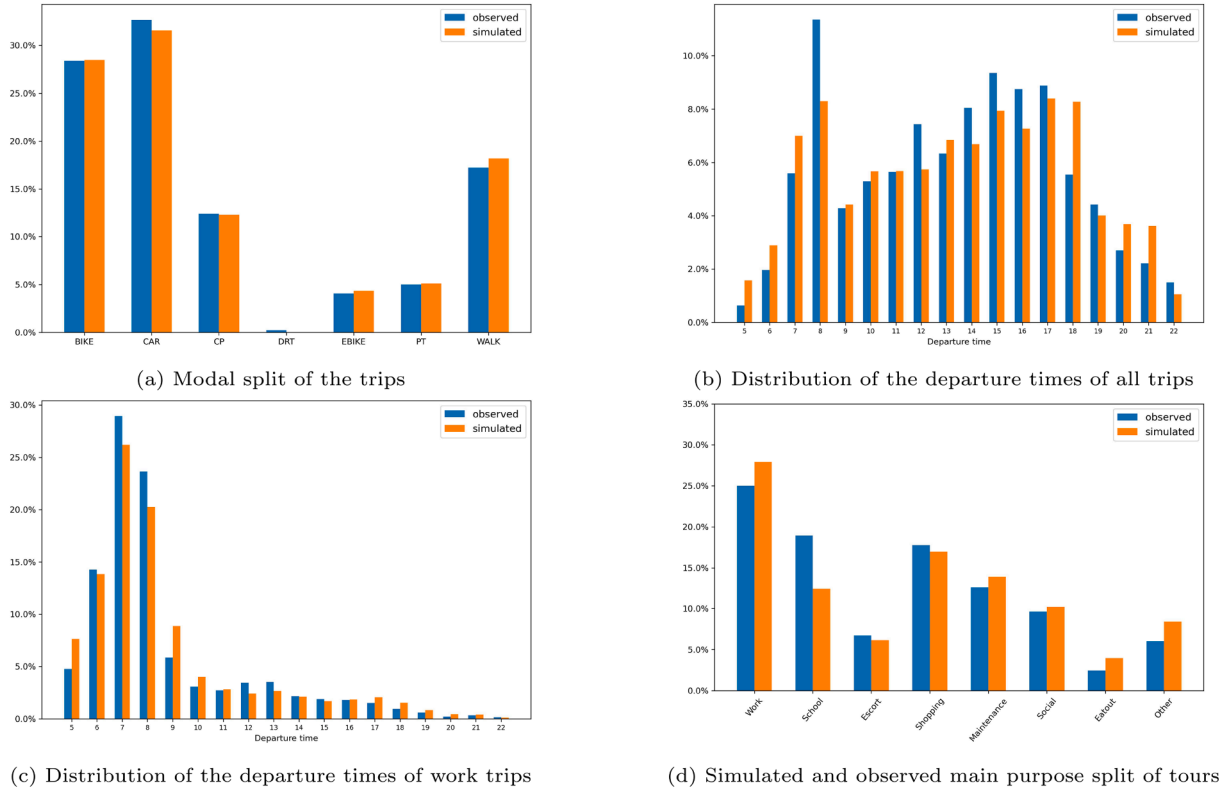 observed
simulated
30.0%
25.0%
20.0%
15.0%
10.0%
5.0%
0.0%
BIKE CAR CP DRT EBIKE PT WALK
(a) Modal split of the trips
observed
simulated
10.0%
8.0%
6.0%
4.0%
2.0%
0.0%
5 6 7 8 9 10 11 12 13 14 15 16 17 18 19 20 21 22
Departure time
(b) Distribution of the departure times of all trips
observed
simulated
30.0%
25.0%
20.0%
15.0%
10.0%
5.0%
0.0%
5 6 7 8 9 10 11 12 13 14 15 16 17 18 19 20 21 22
Departure time
(c) Distribution of the departure times of work trips
observed
simulated
35.0%
30.0%
25.0%
20.0%
15.0%
10.0%
5.0%
0.0%
Work School Escort Shopping Maintenance Social Eatout Other
(d) Simulated and observed main purpose split of tours